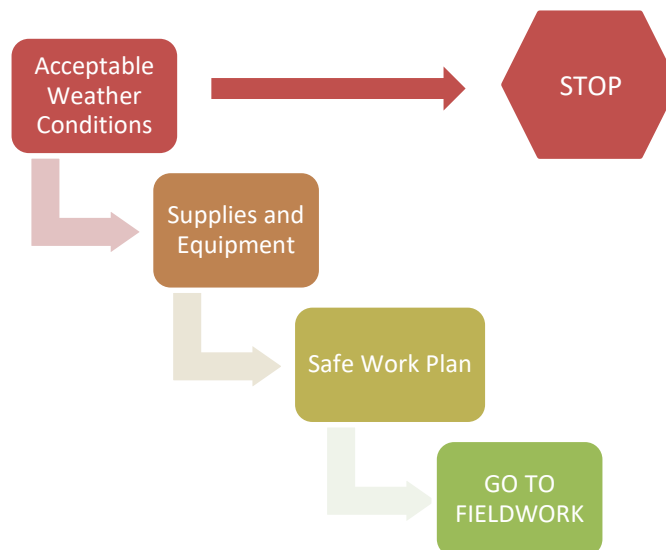 Acceptable
Weather
Conditions
STOP
Supplies and
Equipment
Safe Work Plan
GO TO
FIELDWORK